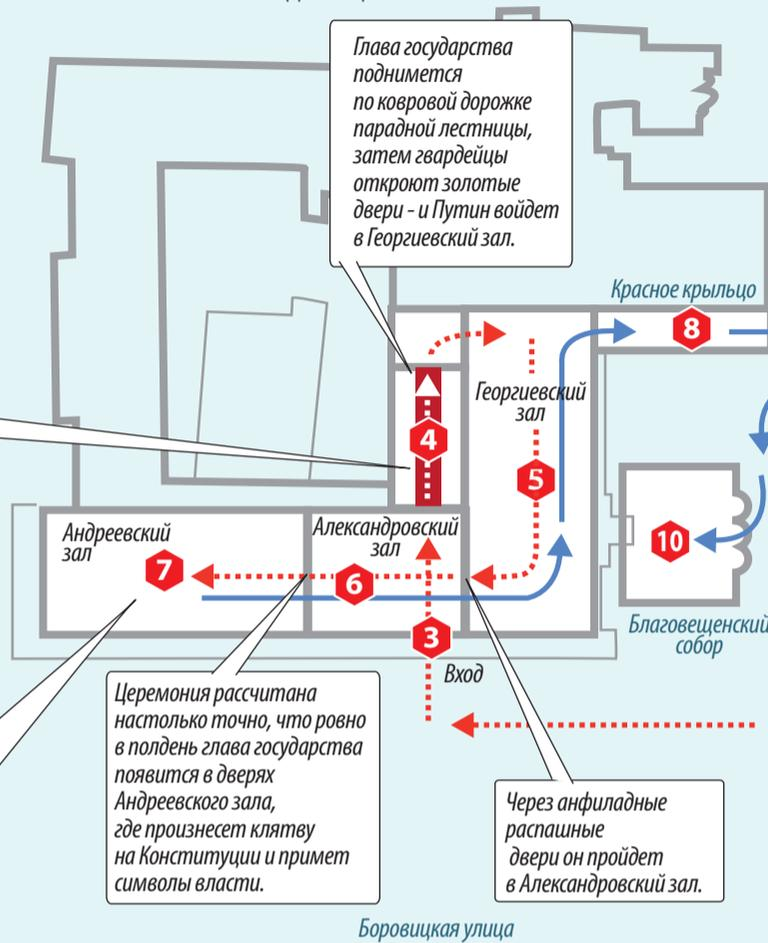 Глава государства
поднимется
по ковровой дорожке
парадной лестницы,
затем гвардейцы
откроют золотые
двери - и Путин войдет
в Георгиевский зал.
Красное крыльцо
8
Георгиевский
зал
4
5
10
Андреевский
зал
Александровский
зал
7
6
3
Благовещенский
собор
Вход
Церемония рассчитана
настолько точно, что ровно
в полдень глава государства
появится в дверях
Андреевского зала,
где произнесет клятву
на Конституции и примет
символы власти.
Через анфиладные
распашные
двери он пройдет
в Александровский зал.
Боровицкая улица